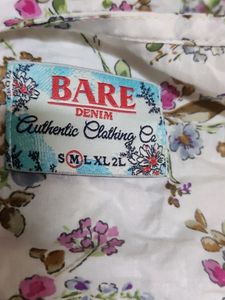 BARE
DENIM
Authentic Clothing Co
S M L XL 2L